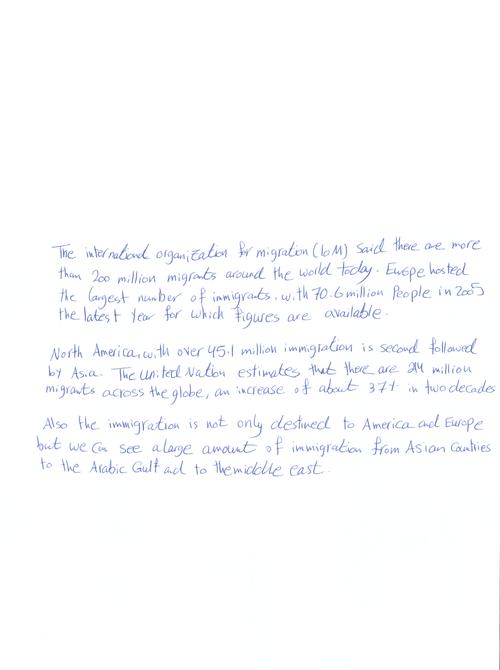 The international organization for migration (IoM) said there are more
than 200 million migrants around the world today. Europe hosted
the largest number of immigrants, with 70.6 million People in 2005
the latest Year for which figures are available.
North America, with over 45.1 million immigration is second followed
by Asia. The united Nation estimates that there are 214 million
migrants across the globe, an increase of about 37% in two decades
Also the immigration is not only destined to America and Europe
but we can see a large amount of immigration from Asian Countries
to the Arabic Gulf and to the middle east.